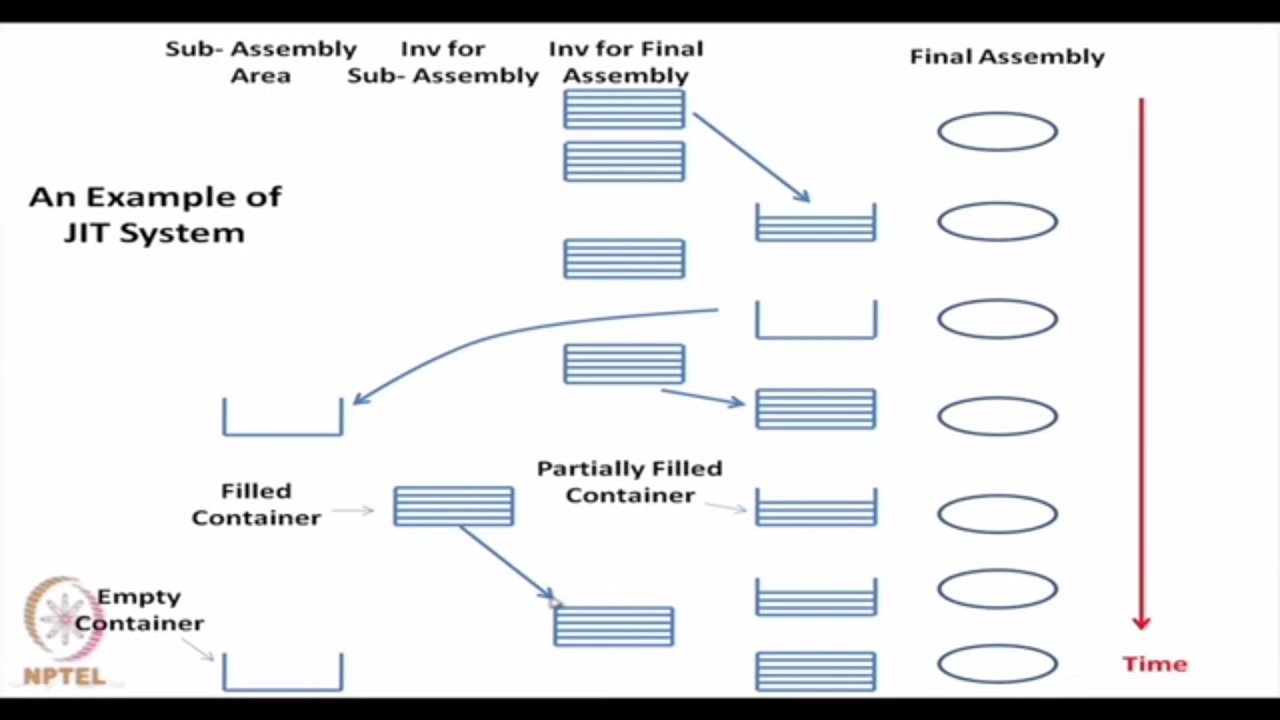 Sub- Assembly
Area
Inv for
Sub- Assembly
Inv for Final
Assembly
Final Assembly
An Example of
JIT System
Partially Filled
Container
Filled
Container
Empty
Container
NPTEL
Time